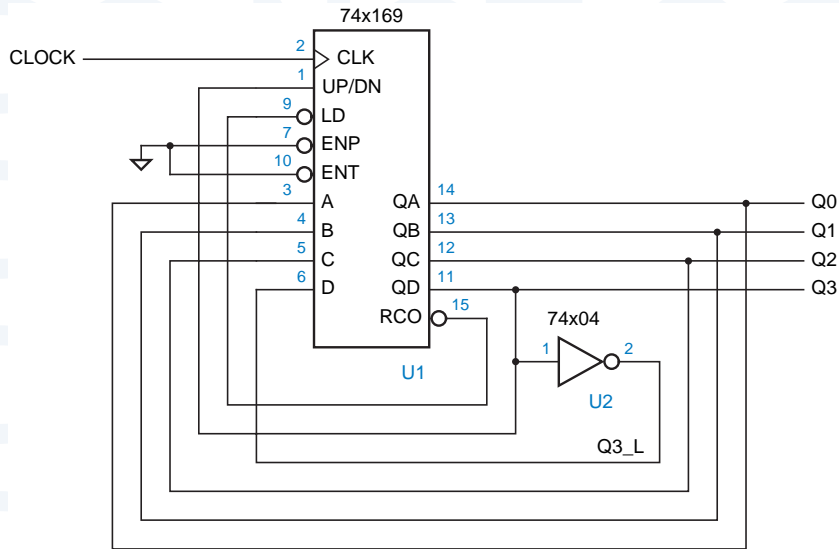 74x169
CLOCK
2
CLK
1
UP/DN
9
LD
7
ENP
10
ENT
3
A
QA
14
Q0
4
B
QB
13
Q1
5
C
QC
12
Q2
6
D
QD
11
Q3
RCO
15
74x04
1
2
U1
U2
Q3_L